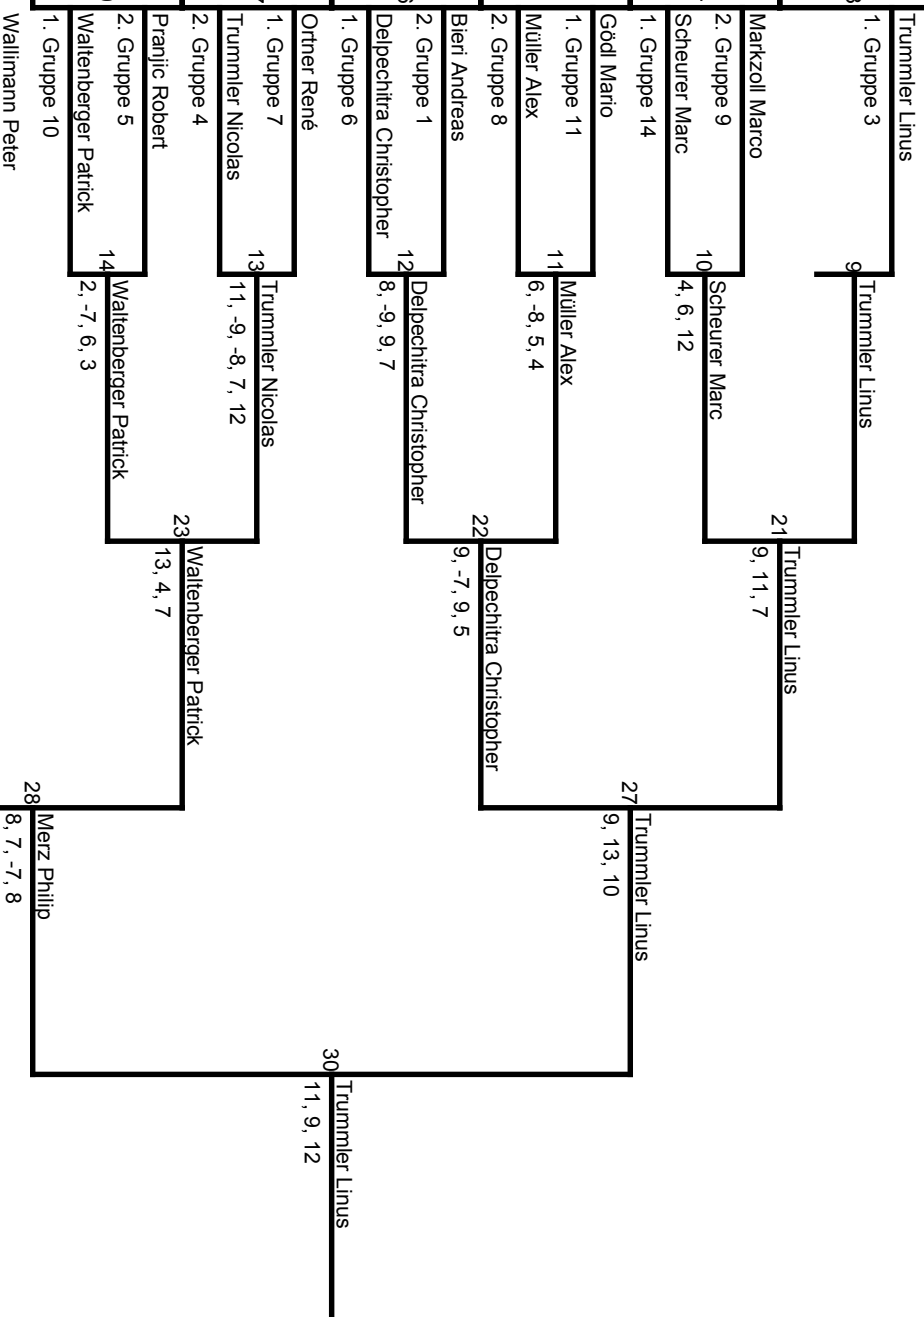 Trummler Linus
1. Gruppe 3
Markzoll Marco
2. Gruppe 9
Scheurer Marc
1. Gruppe 14
Gödl Mario
1. Gruppe 11
Müller Alex
2. Gruppe 8
Bieri Andreas
2. Gruppe 1
Delpechitra Christopher
1. Gruppe 6
Ortner René
1. Gruppe 7
Trummler Nicolas
2. Gruppe 4
Pranjic Robert
2. Gruppe 5
Waltenberger Patrick
1. Gruppe 10
Wallimann Peter
9 Trummler Linus
10 Scheurer Marc
4, 6, 12
11 Müller Alex
6, -8, 5, 4
12 Delpechitra Christopher
8, -9, 9, 7
13 Trummler Nicolas
11, -9, -8, 7, 12
14 Waltenberger Patrick
2, -7, 6, 3
21 Trummler Linus
9, 11, 7
22 Delpechitra Christopher
9, -7, 9, 5
23 Waltenberger Patrick
13, 4, 7
27 Trummler Linus
9, 13, 10
28 Merz Philip
8, 7, -7, 8
30 Trummler Linus
11, 9, 12